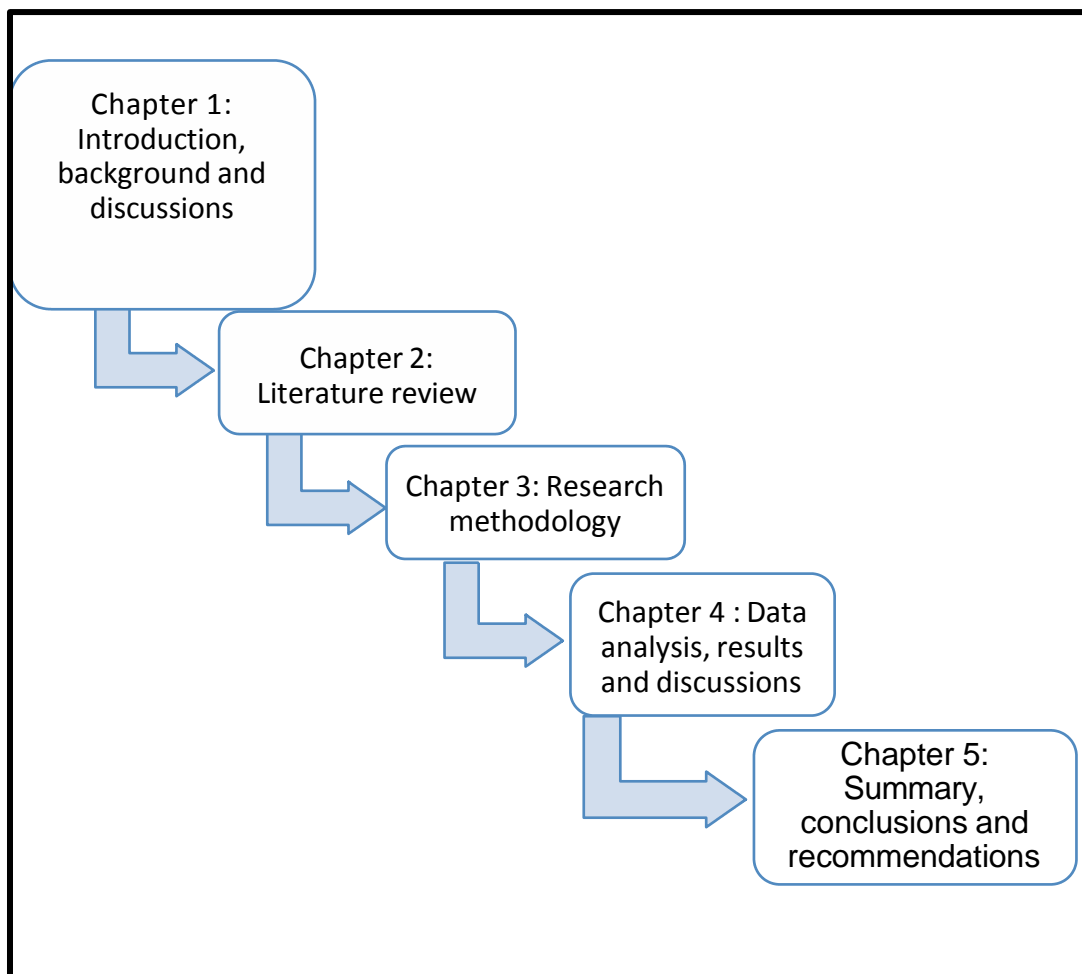 Chapter 1:
Introduction,
background and
discussions
Chapter 2:
Literature review
Chapter 3: Research
methodology
Chapter 4 : Data
analysis, results
and discussions
Chapter 5:
Summary,
conclusions and
recommendations